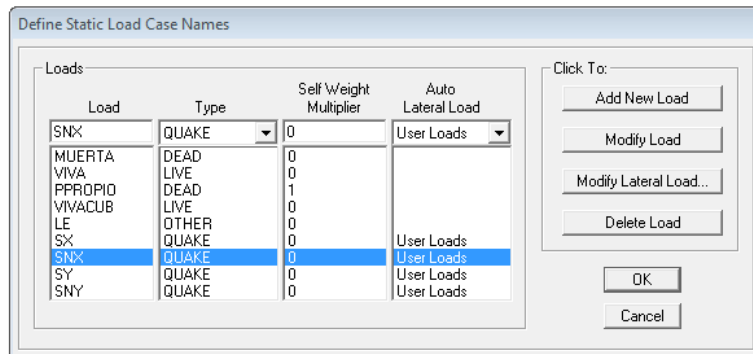 Define Static Load Case Names
Loads
Click To:
Load Type Self Weight Multiplier Auto Lateral Load
SNX QUAKE 0 User Loads
MUERTA DEAD 0
VIVA LIVE 0
PPROPIO DEAD 1
VIVACUB LIVE 0
LE OTHER 0
SX QUAKE 0 User Loads
SNX QUAKE 0 User Loads
SY QUAKE 0 User Loads
SNY QUAKE 0 User Loads
Add New Load
Modify Load
Modify Lateral Load...
Delete Load
OK
Cancel